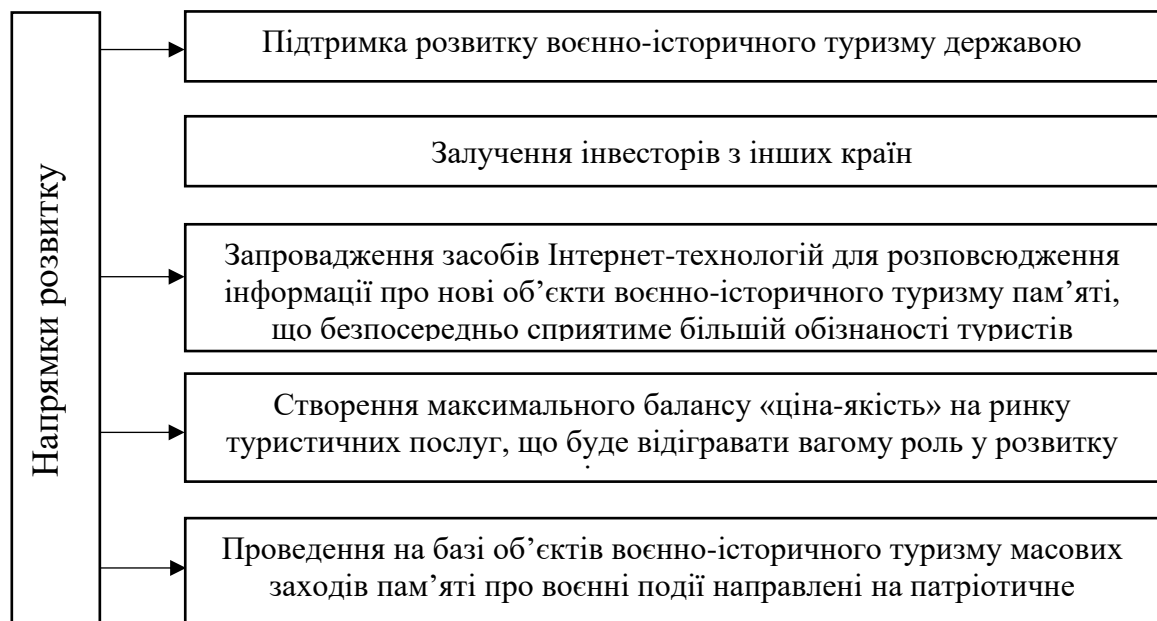 Напрямки розвитку
Підтримка розвитку воєнно-історичного туризму державою
Залучення інвесторів з інших країн
Запровадження засобів Інтернет-технологій для розповсюдження
інформації про нові об’єкти воєнно-історичного туризму пам’яті,
що безпосередньо сприятиме більшій обізнаності туристів
Створення максимального балансу «ціна-якість» на ринку
туристичних послуг, що буде відігравати вагому роль у розвитку
Проведення на базі об’єктів воєнно-історичного туризму масових
заходів пам’яті про воєнні події направлені на патріотичне